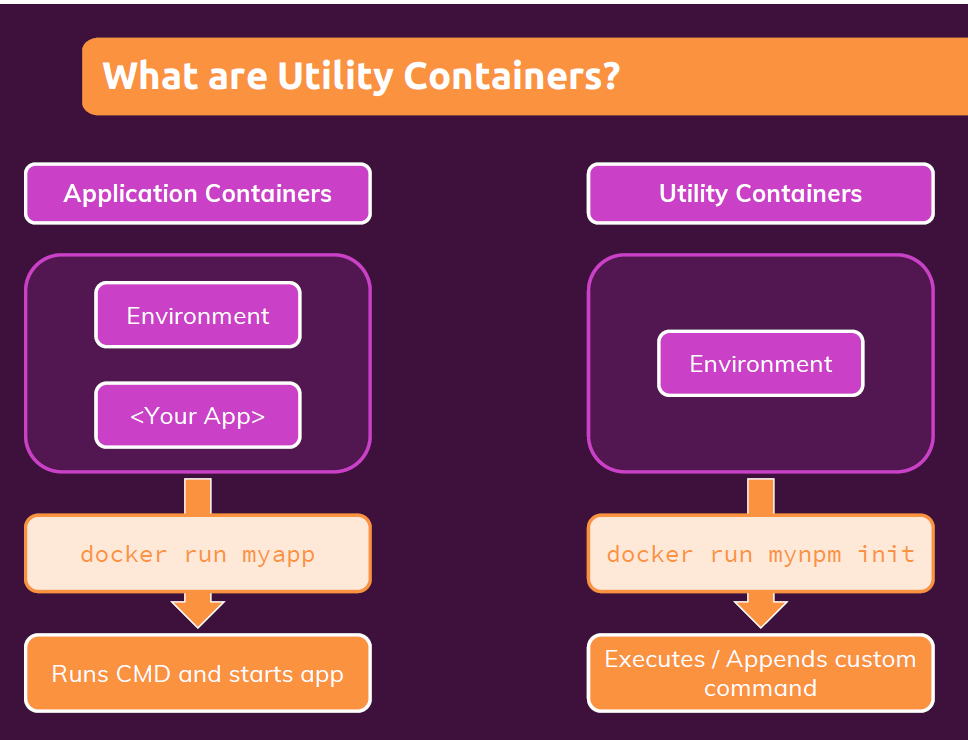 What are Utility Containers?
Application Containers
Environment
<Your App>
docker run myapp
Runs CMD and starts app
Utility Containers
Environment
docker run mynpm init
Executes / Appends custom
command